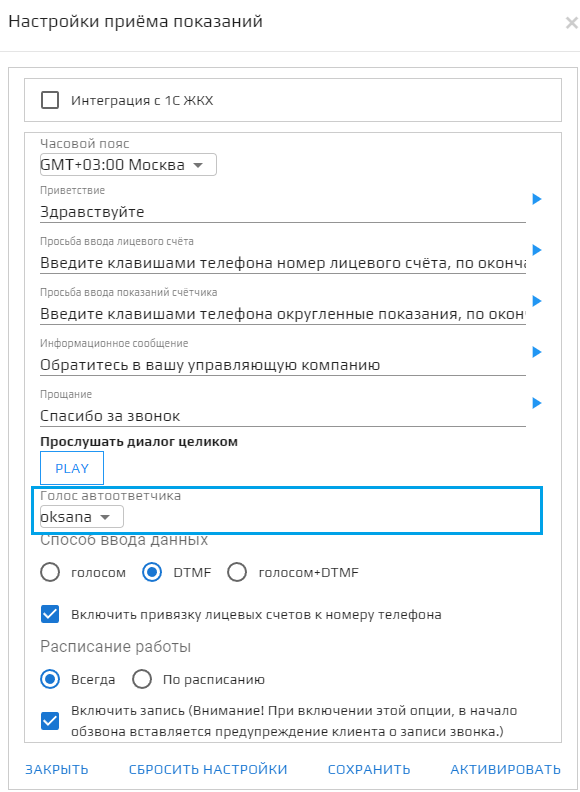 Настройки приёма показаний
Интеграция с 1С ЖКХ
Часовой пояс
GMT+03:00 Москва
Приветствие
Здравствуйте
Просьба ввода лицевого счёта
Введите клавишами телефона номер лицевого счёта, по оконча
Просьба ввода показаний счётчика
Введите клавишами телефона округленные показания, по окон
Информационное сообщение
Обратитесь в вашу управляющую компанию
Прощание
Спасибо за звонок
Прослушать диалог целиком
PLAY
Голос автоответчика
oksana
Способ ввода данных
голосом DTMF голосом+DTMF
Включить привязку лицевых счетов к номеру телефона
Расписание работы
Всегда По расписанию
Включить запись (Внимание! При включении этой опции, в начало
обзвона вставляется предупреждение клиента о записи звонка.)
ЗАКРЫТЬ СБРОСИТЬ НАСТРОЙКИ СОХРАНИТЬ АКТИВИРОВАТЬ